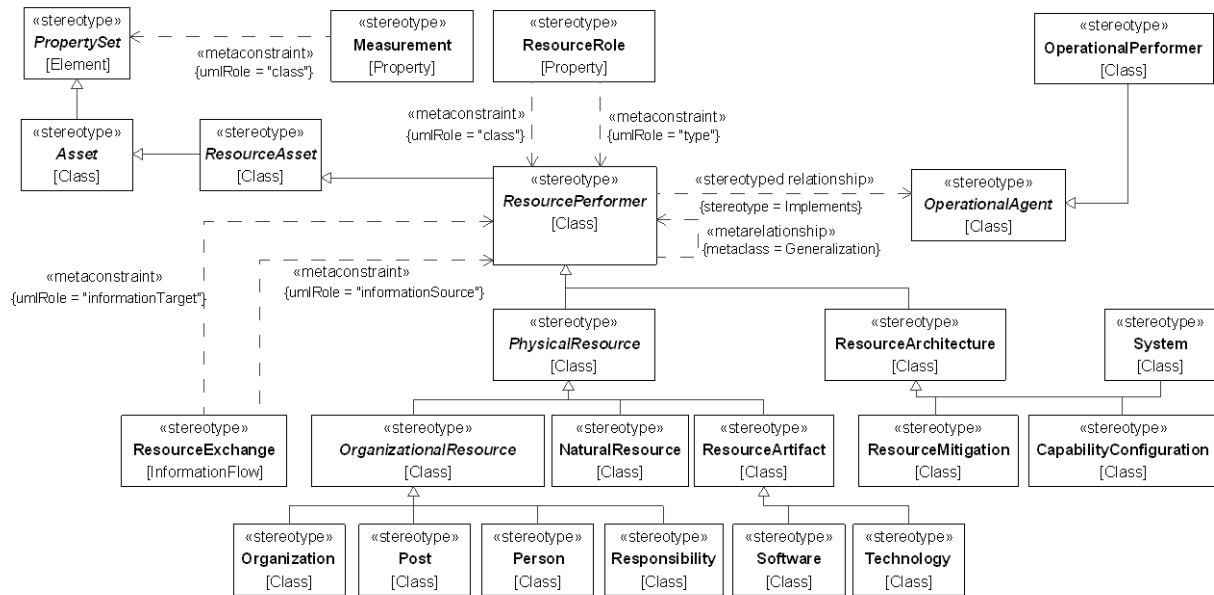 «stereotype»
PropertySet
[Element]
«metaconstraint»
{umlRole = "class"}
«stereotype»
Measurement
[Property]
«stereotype»
ResourceRole
[Property]
«stereotype»
OperationalPerformer
[Class]
«metaconstraint»
{umlRole = "class"}
«metaconstraint»
{umlRole = "type"}
«stereotype»
Asset
[Class]
«stereotype»
ResourceAsset
[Class]
«stereotype»
ResourcePerformer
[Class]
«stereotyped relationship»
{stereotype = Implements}
«metarelationship»
{metaclass = Generalization}
«stereotype»
OperationalAgent
[Class]
«metaconstraint»
{umlRole = "informationTarget"}
«metaconstraint»
{umlRole = "informationSource"}
«stereotype»
PhysicalResource
[Class]
«stereotype»
ResourceArchitecture
[Class]
«stereotype»
System
[Class]
«stereotype»
ResourceExchange
[InformationFlow]
«stereotype»
OrganizationalResource
[Class]
«stereotype»
NaturalResource
[Class]
«stereotype»
ResourceArtifact
[Class]
«stereotype»
ResourceMitigation
[Class]
«stereotype»
CapabilityConfiguration
[Class]
«stereotype»
Organization
[Class]
«stereotype»
Post
[Class]
«stereotype»
Person
[Class]
«stereotype»
Responsibility
[Class]
«stereotype»
Software
[Class]
«stereotype»
Technology
[Class]